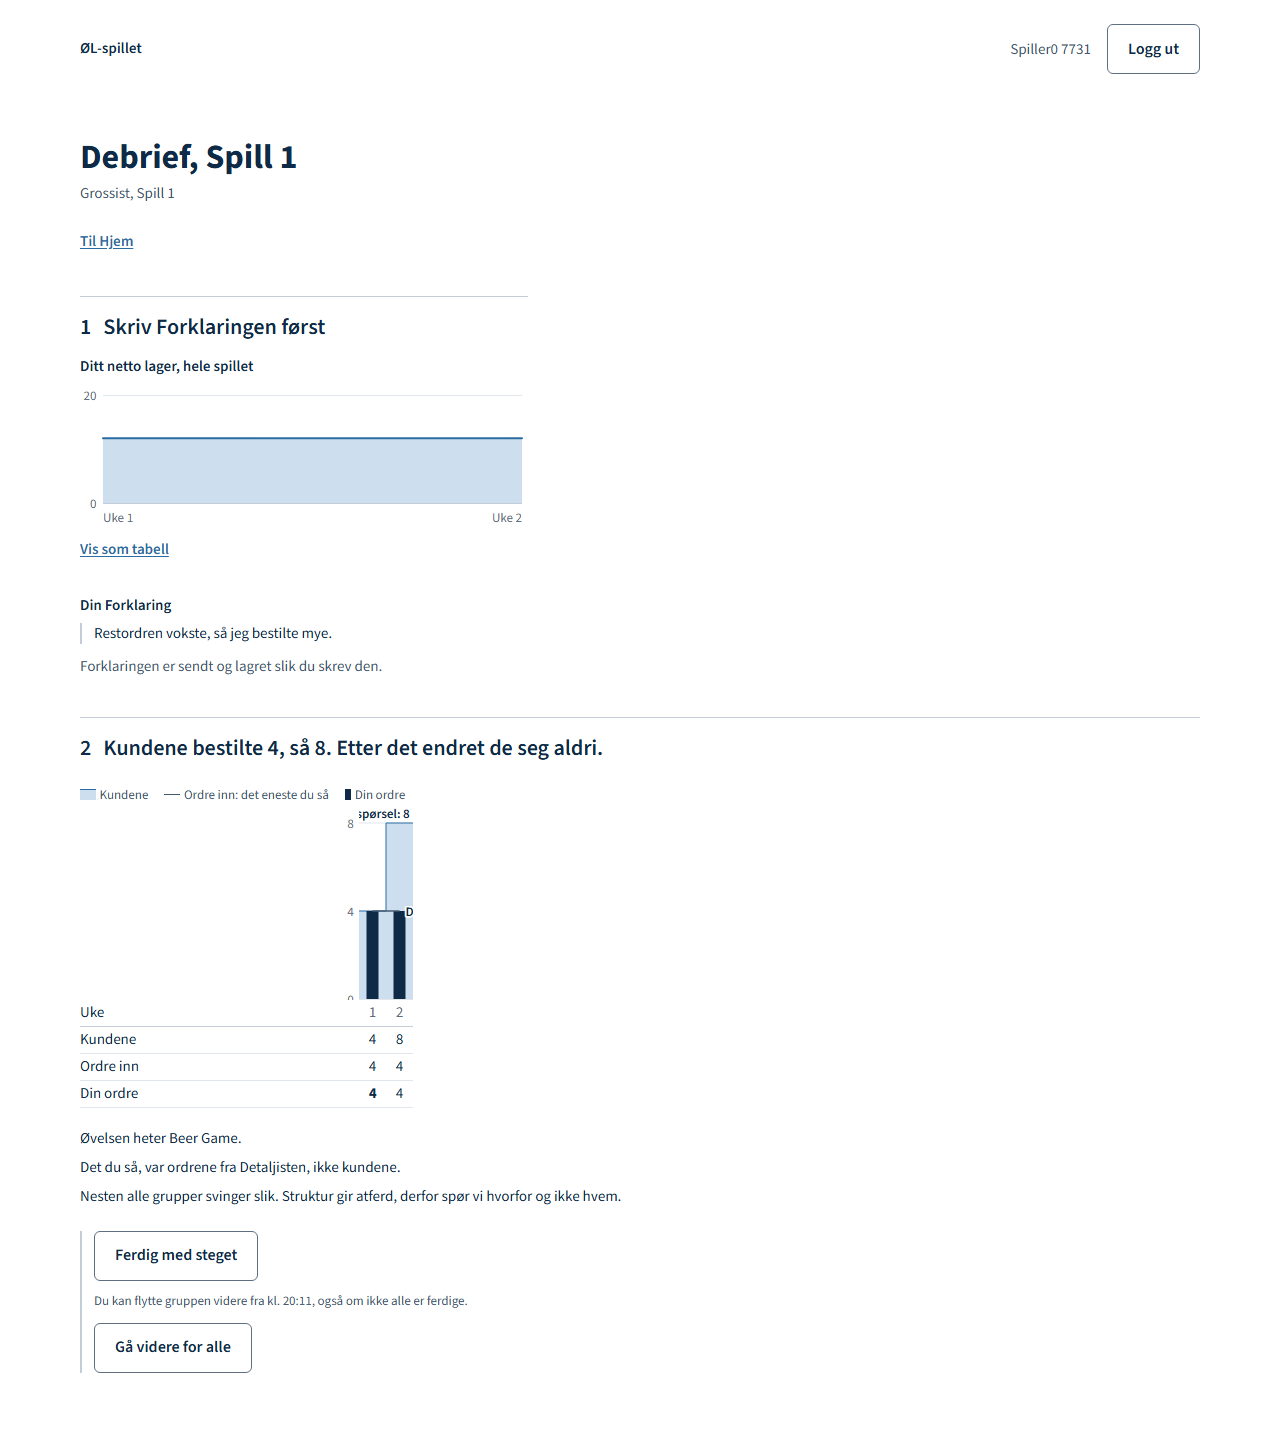 ØL-spillet
Spiller0 7731
Logg ut
Debrief, Spill 1
Grossist, Spill 1
Til Hjem
1 Skriv Forklaringen først
Ditt netto lager, hele spillet
20
0
Uke 1 Uke 2
Vis som tabell
Din Forklaring
Restordren vokste, så jeg bestilte mye.
Forklaringen er sendt og lagret slik du skrev den.
2 Kundene bestilte 4, så 8. Etter det endret de seg aldri.
Kundene Ordre inn: det eneste du så Din ordre
spørsel: 8
8
4
D
0
Uke 1 2
Kundene 4 8
Ordre inn 4 4
Din ordre 4 4
Øvelsen heter Beer Game.
Det du så, var ordrene fra Detaljisten, ikke kundene.
Nesten alle grupper svinger slik. Struktur gir atferd, derfor spør vi hvorfor og ikke hvem.
Ferdig med steget
Du kan flytte gruppen videre fra kl. 20:11, også om ikke alle er ferdige.
Gå videre for alle